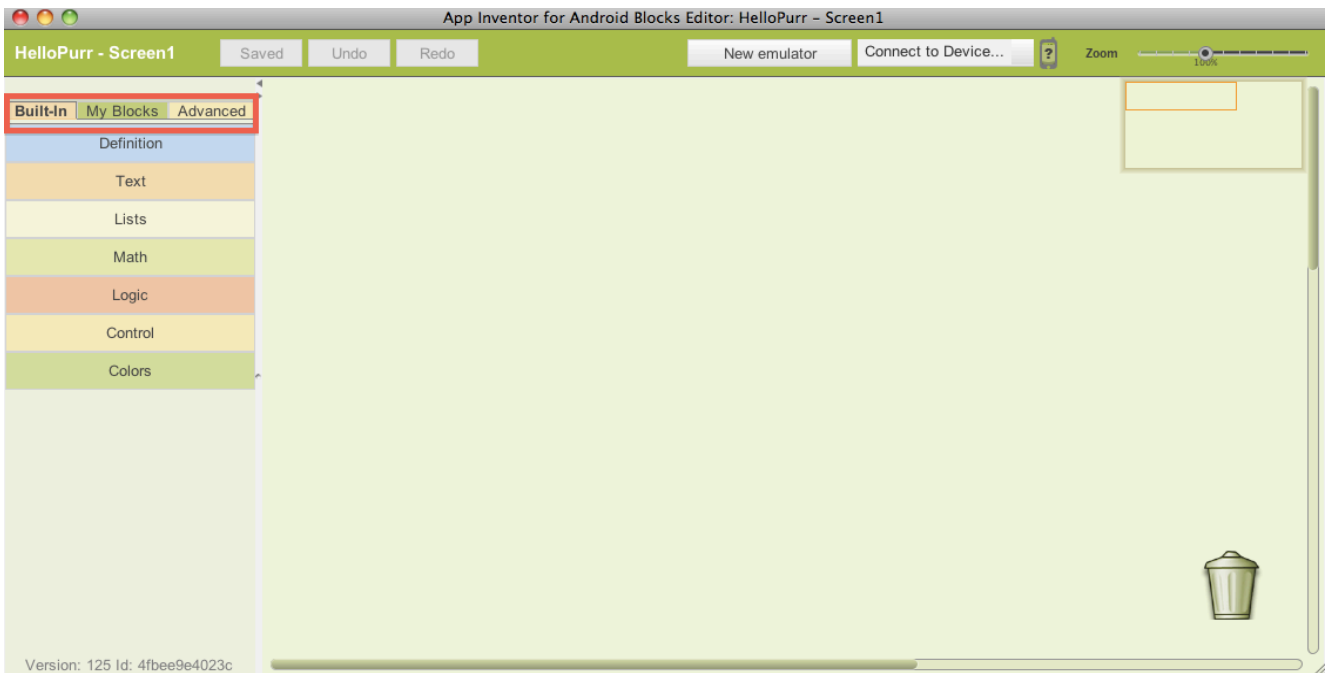 App Inventor for Android Blocks Editor: HelloPurr – Screen1
HelloPurr - Screen1 Saved Undo Redo New emulator Connect to Device... ? Zoom
100%
Built-In My Blocks Advanced
Definition
Text
Lists
Math
Logic
Control
Colors
Version: 125 Id: 4fbee9e4023c